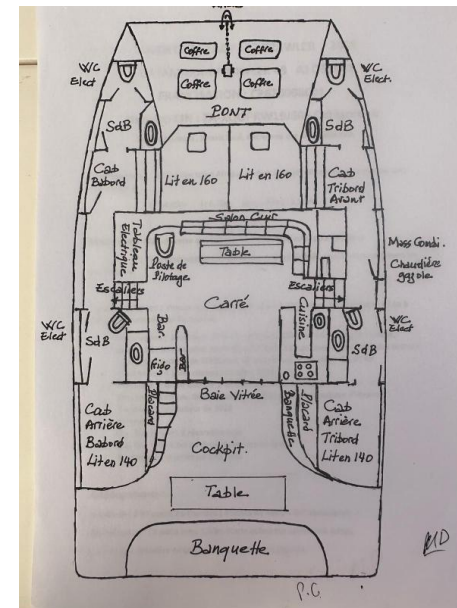 WC
Elect
Coffre
Coffre
Coffre
Coffre
WC
Elect.
PONT
SdB
SdB
Cab
Babord
Lit en 160
Lit en 160
Cab
Tribord
Avant
Salon Cuir
Tableau
Electrique
Table
Poste de
Pilotage
Mass Condi.
Chaudière
gazole
Escaliers
Escaliers
Carré
WC
Elect
Bar.
Cuisine
WC
Elect
SdB
SdB
Frido
Baie Vitrée
Placard
Placard
Banquette
Cab
Arrière
Babord
Lit en 140
Cab
Arrière
Tribord
Lit en 140
Cockpit.
Table
Banquette
MD
P.C